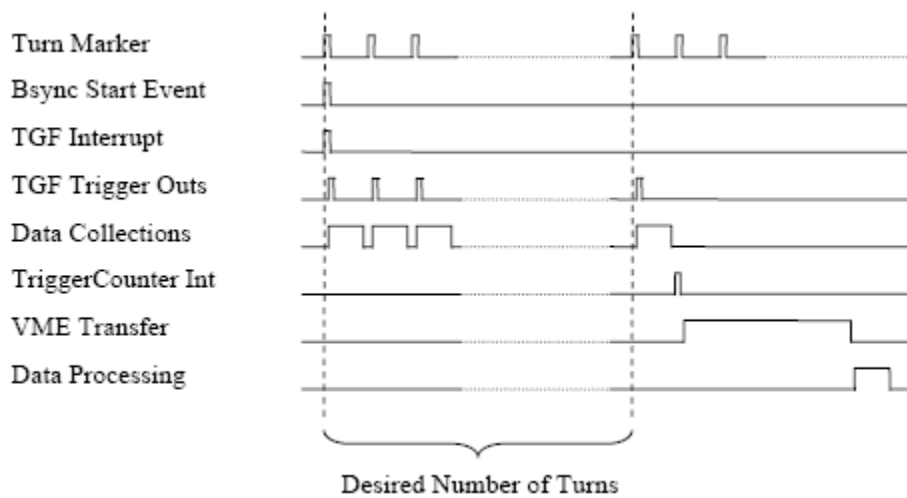 Turn Marker
Bsync Start Event
TGF Interrupt
TGF Trigger Outs
Data Collections
TriggerCounter Int
VME Transfer
Data Processing
Desired Number of Turns